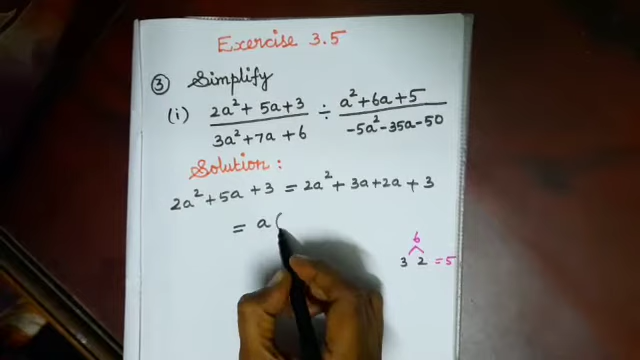 Exercise 3.5
③ Simplify
(i) (2a² + 5a + 3)/(3a² + 7a + 6) ÷ (a² + 6a + 5)/(-5a² - 35a - 50)
Solution :
2a² + 5a + 3 = 2a² + 3a + 2a + 3
= a (
6
3 2 = 5